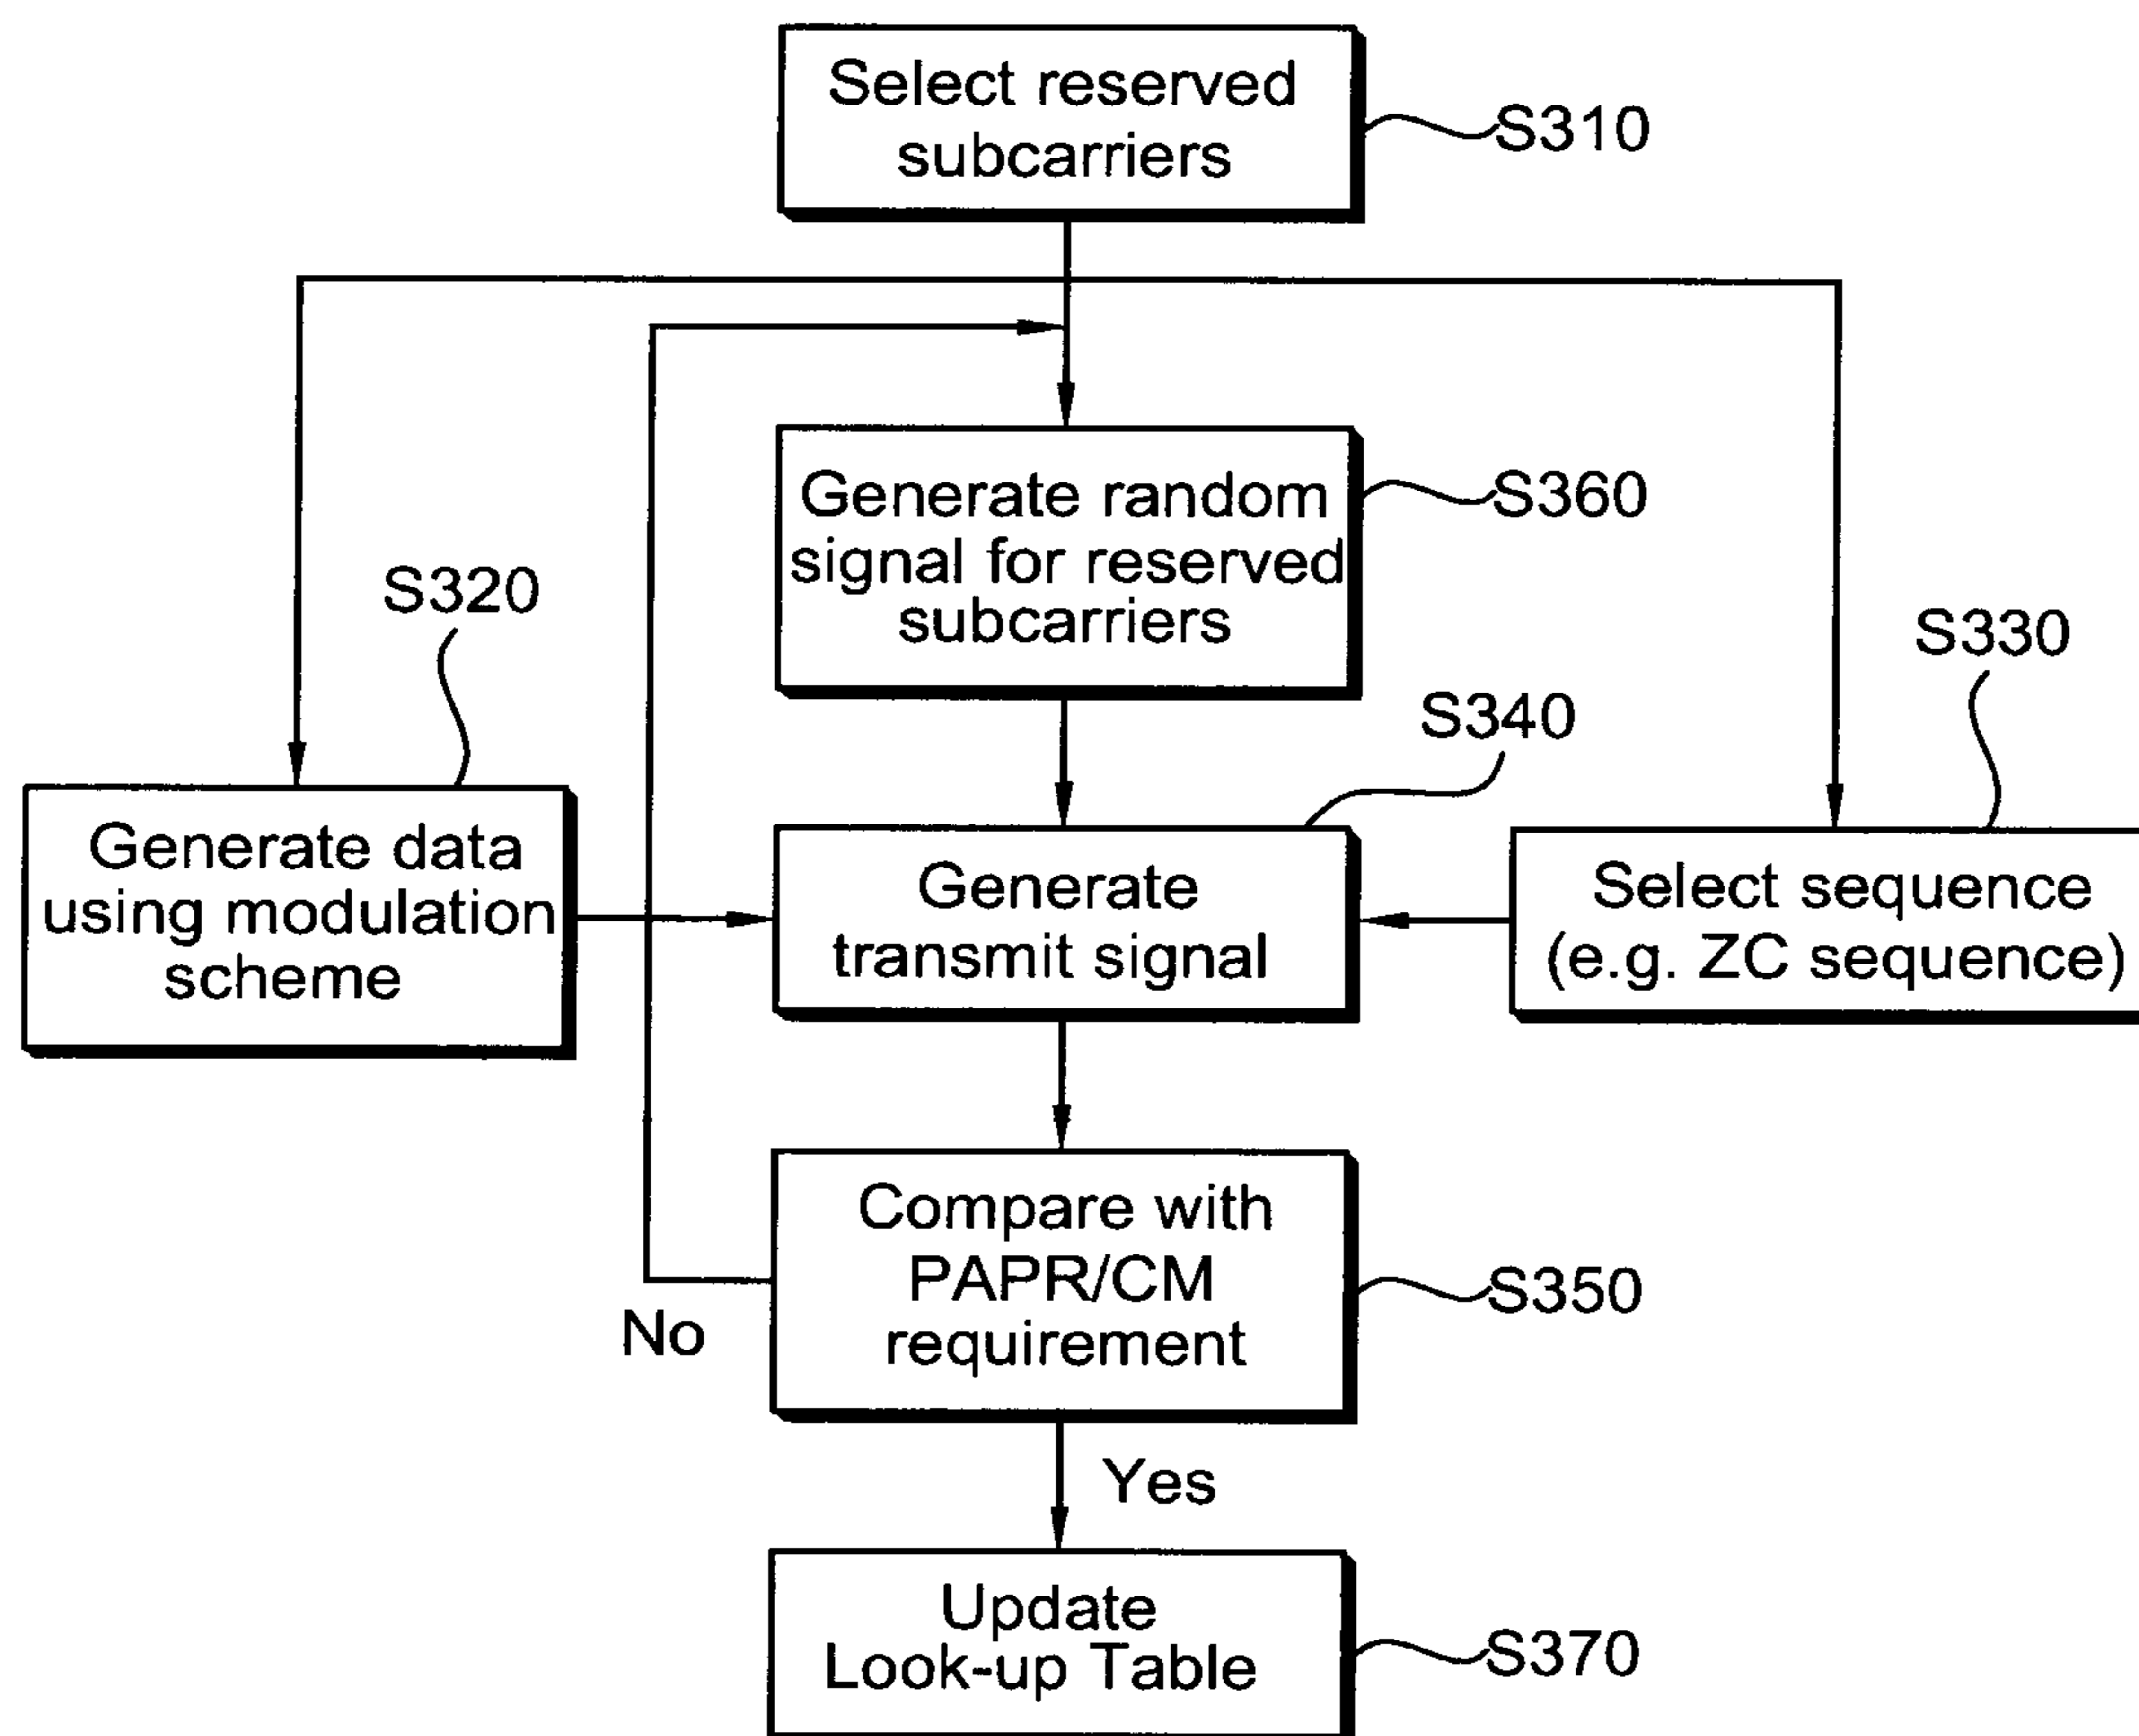 Select reserved
subcarriers
S310
Generate random
signal for reserved
subcarriers
S360
S320
S330
S340
Generate data
using modulation
scheme
Generate
transmit signal
Select sequence
(e.g. ZC sequence)
Compare with
PAPR/CM
requirement
S350
No
Yes
Update
Look-up Table
S370